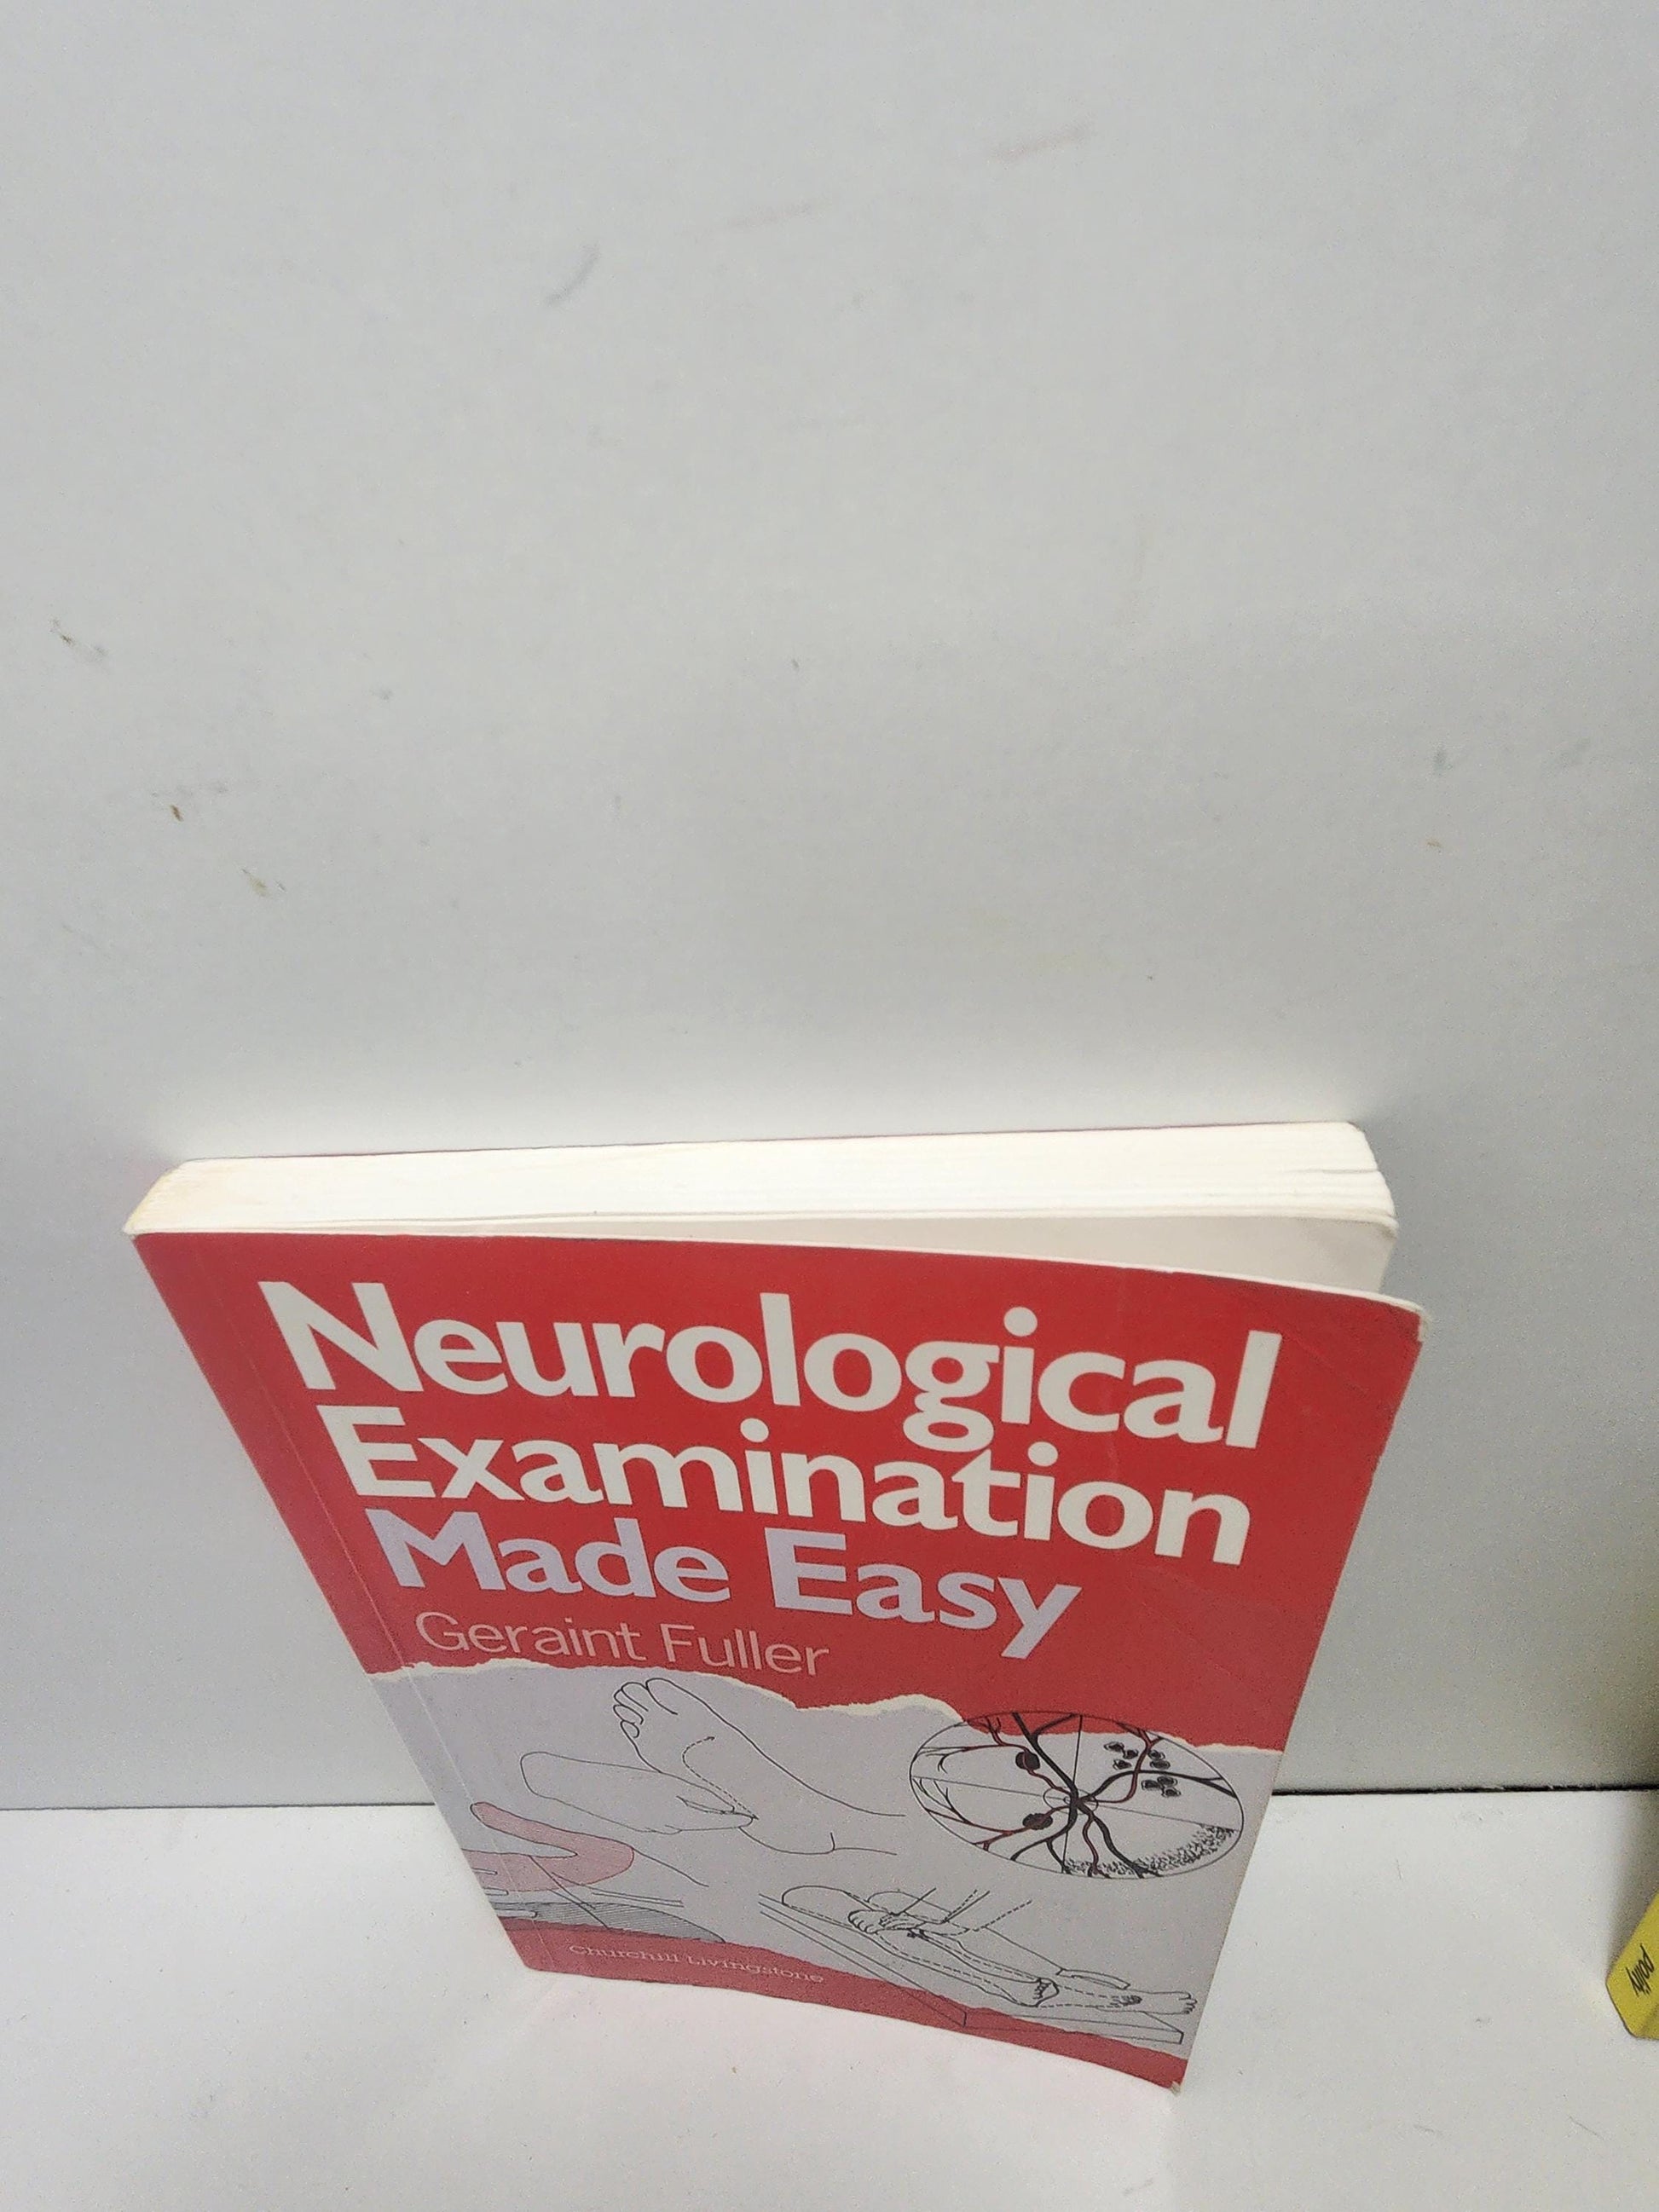 Neurological
Examination
Made Easy
Geraint Fuller
Churchill Livingstone